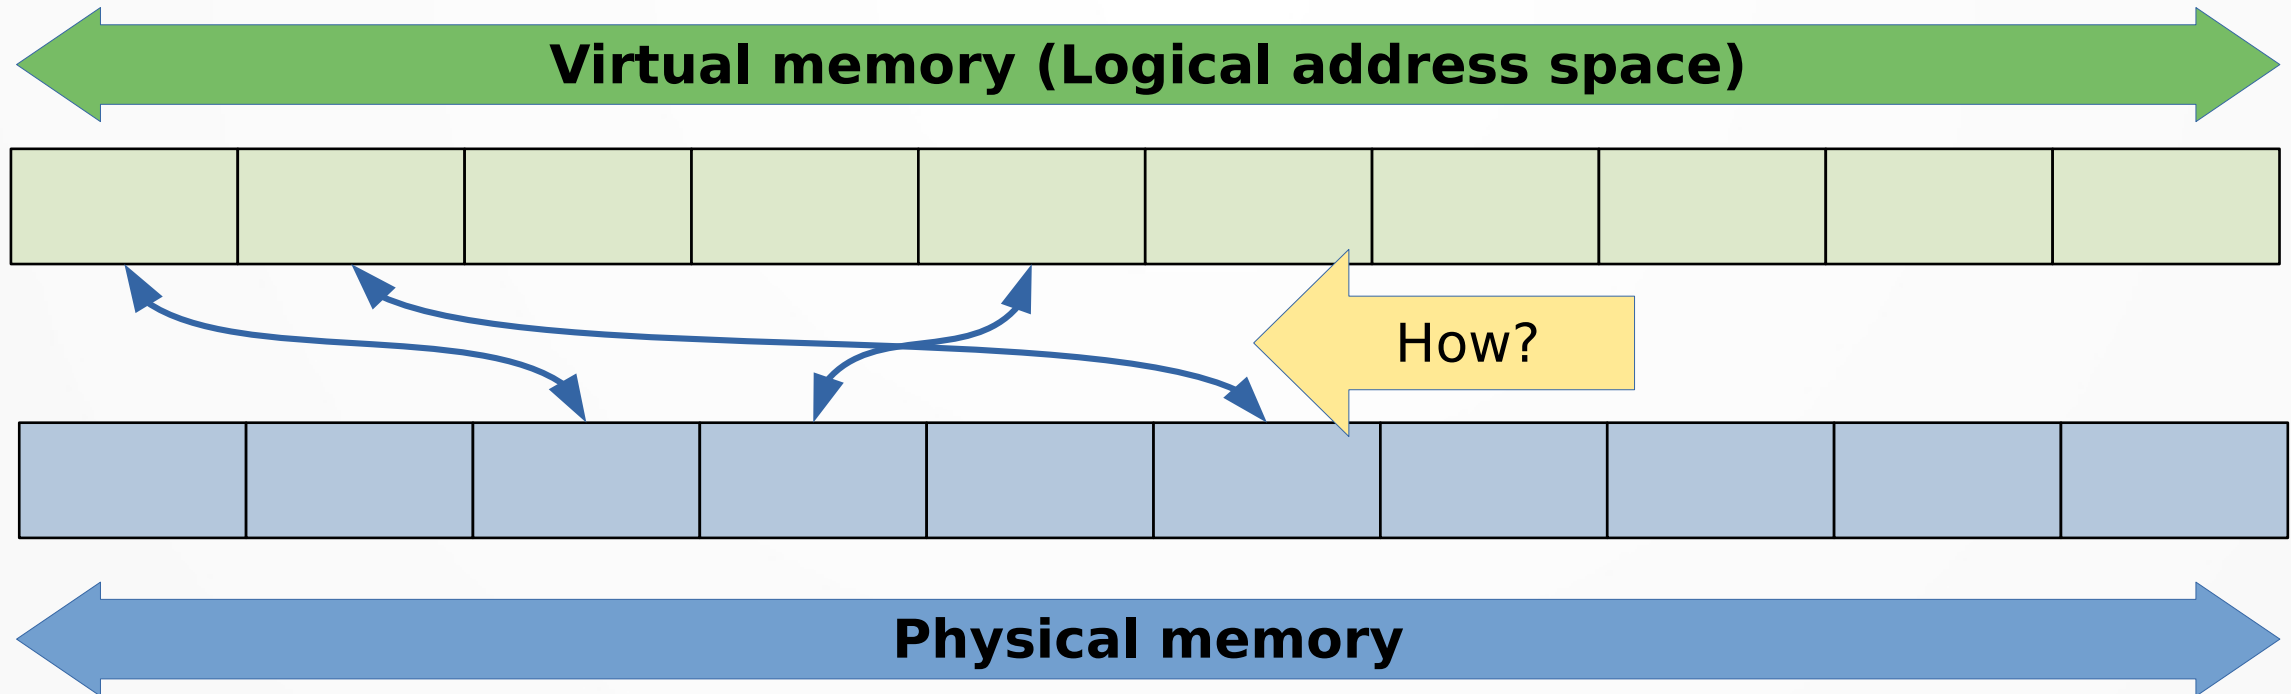 Virtual memory (Logical address space)
How?
Physical memory